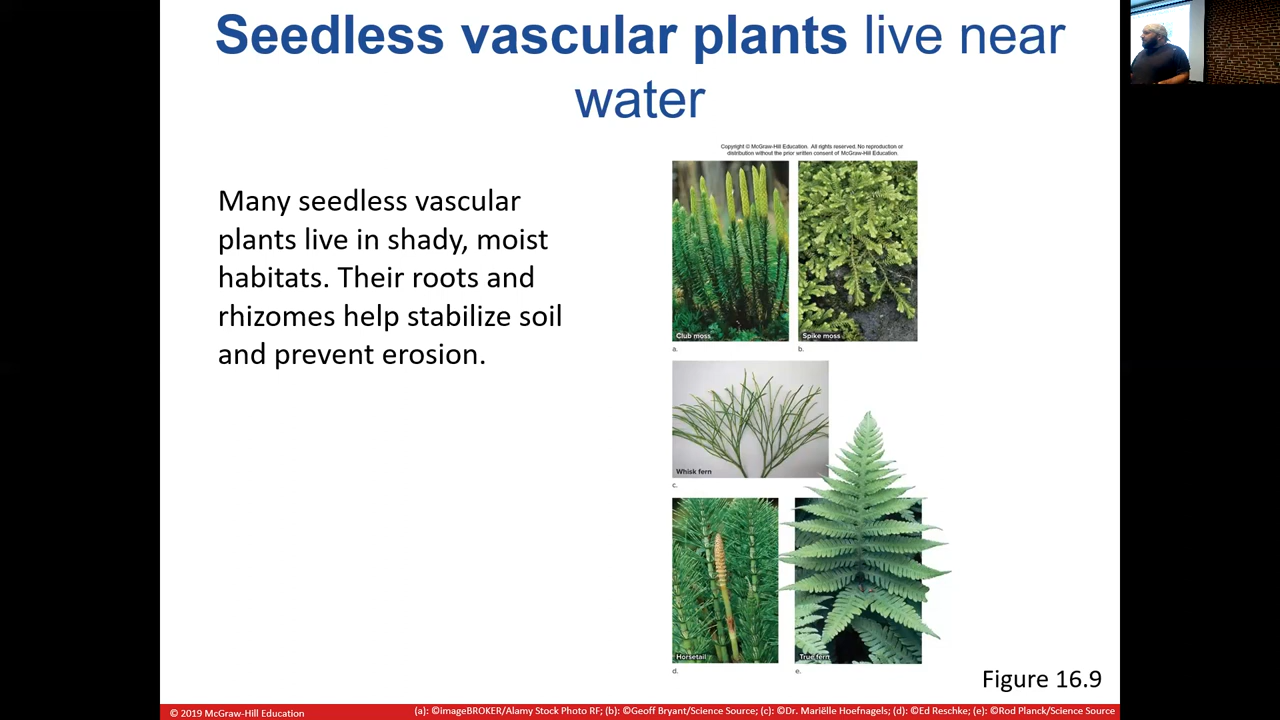 Seedless vascular plants live near
water
Copyright © McGraw-Hill Education. All rights reserved. No reproduction or
distribution without the prior written consent of McGraw-Hill Education.
Many seedless vascular
plants live in shady, moist
habitats. Their roots and
rhizomes help stabilize soil
and prevent erosion.
Club moss
Spike moss
a.
b.
Whisk fern
c.
Horsetail
True fern
d.
e.
Figure 16.9
© 2019 McGraw-Hill Education
(a): ©imageBROKER/Alamy Stock Photo RF; (b): ©Geoff Bryant/Science Source; (c): ©Dr. Mariëlle Hoefnagels; (d): ©Ed Reschke; (e): ©Rod Planck/Science Source